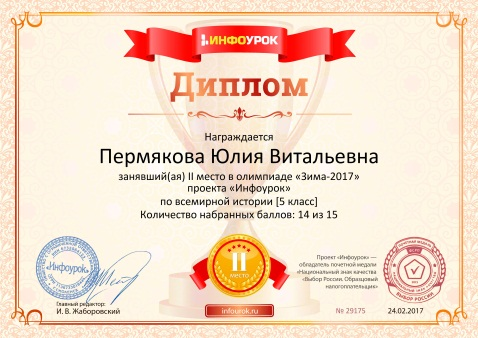 ИНФОУРОК
Диплом
Награждается
Пермякова Юлия Витальевна
занявший(ая) II место в олимпиаде «Зима-2017»
проекта «Инфоурок»
по всемирной истории [5 класс]
Количество набранных баллов: 14 из 15
«Инфоурок»
Главный редактор:
И. В. Жаборовский
II
МЕСТО
infourok.ru
Проект «Инфоурок» —
обладатель почетной медали
«Национальный знак качества
«Выбор России. Образцовый
налогоплательщик»
ВЫБОР РОССИИ
№ 29175
24.02.2017